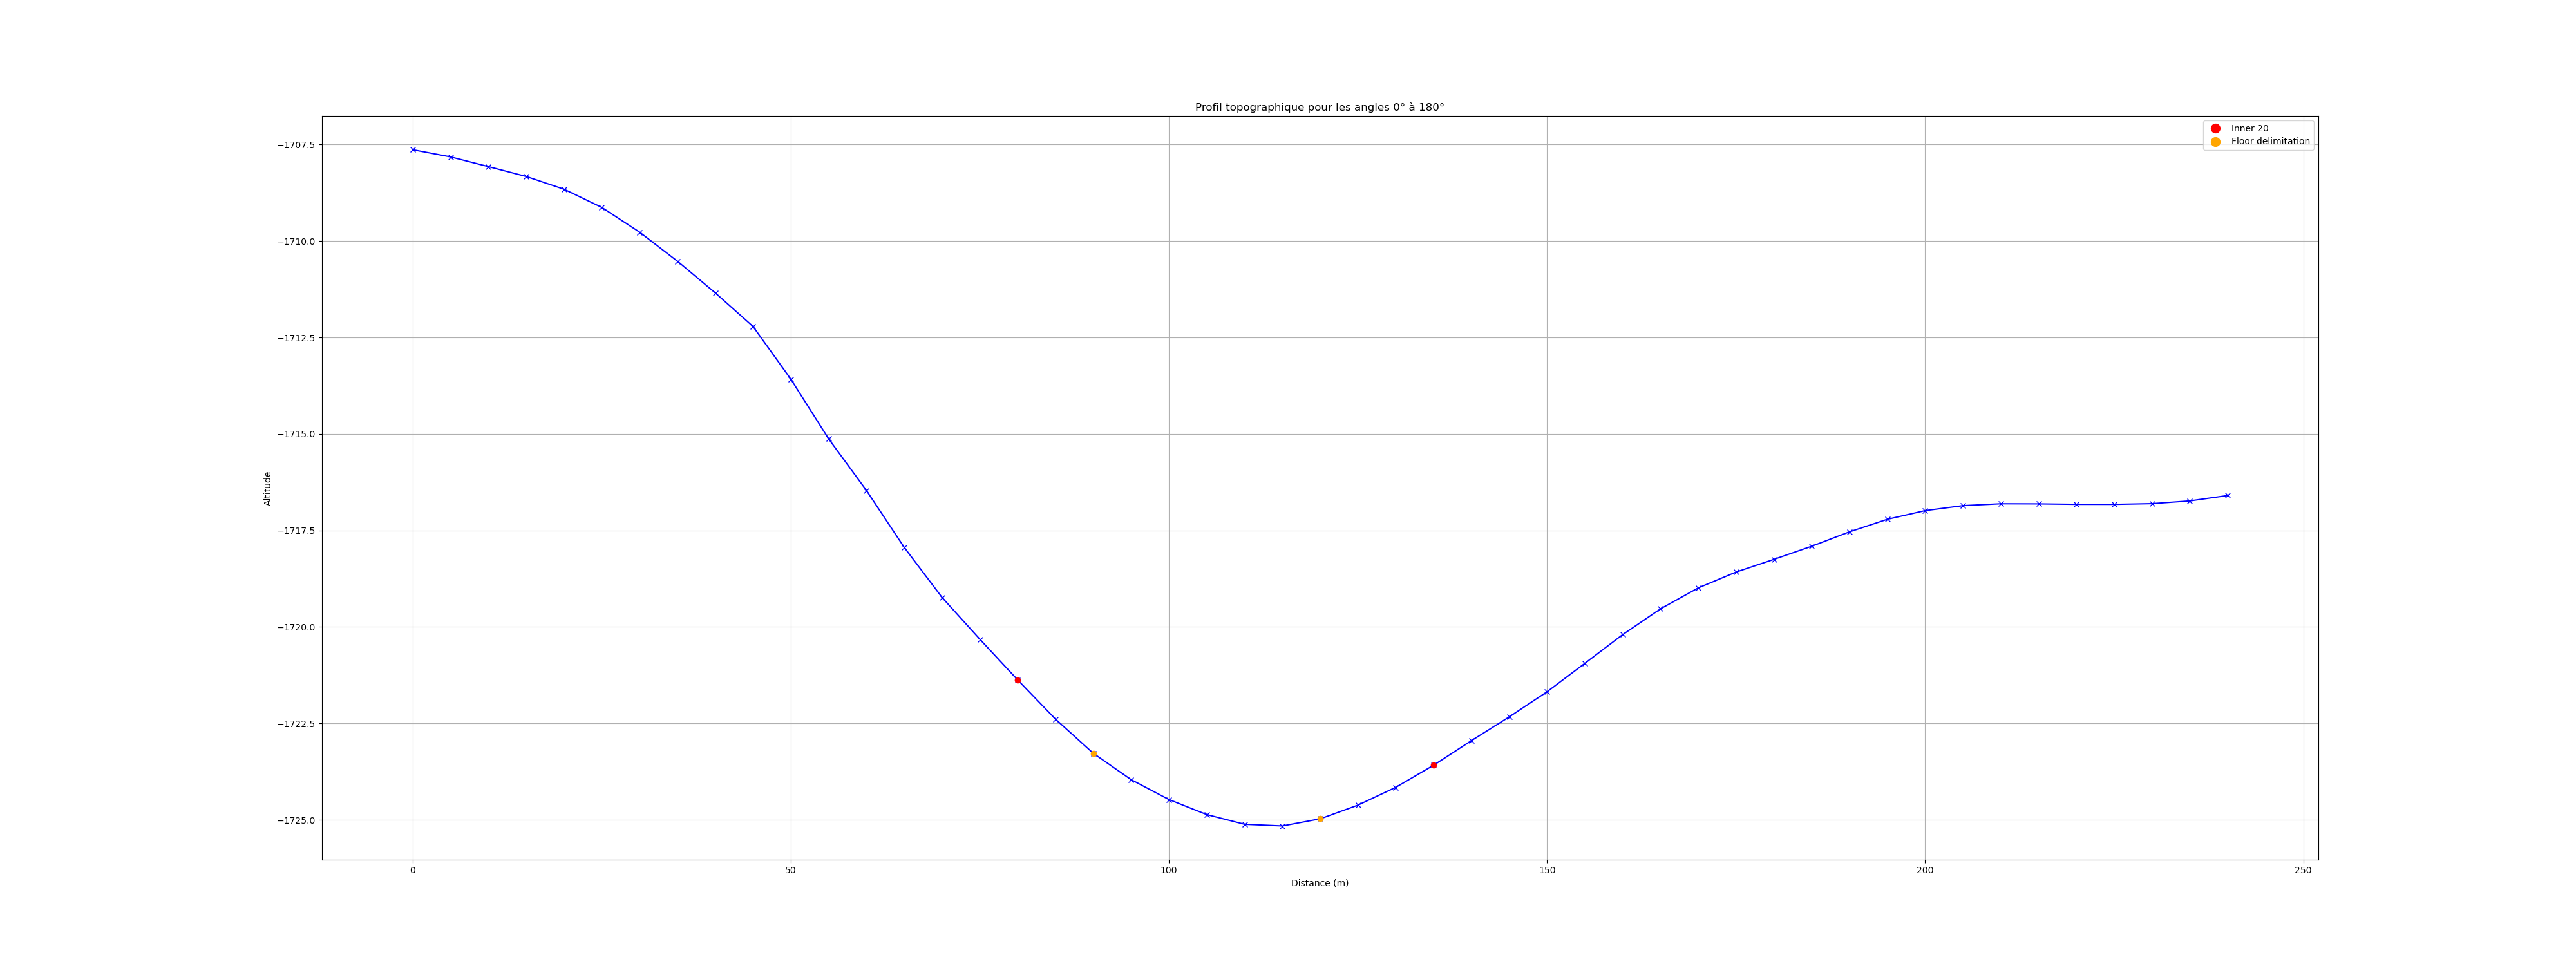 Profil topographique pour les angles 0° à 180°
Inner 20
Floor delimitation
−1707.5
−1710.0
−1712.5
−1715.0
−1717.5
−1720.0
−1722.5
−1725.0
Altitude
0
50
100
150
200
250
Distance (m)